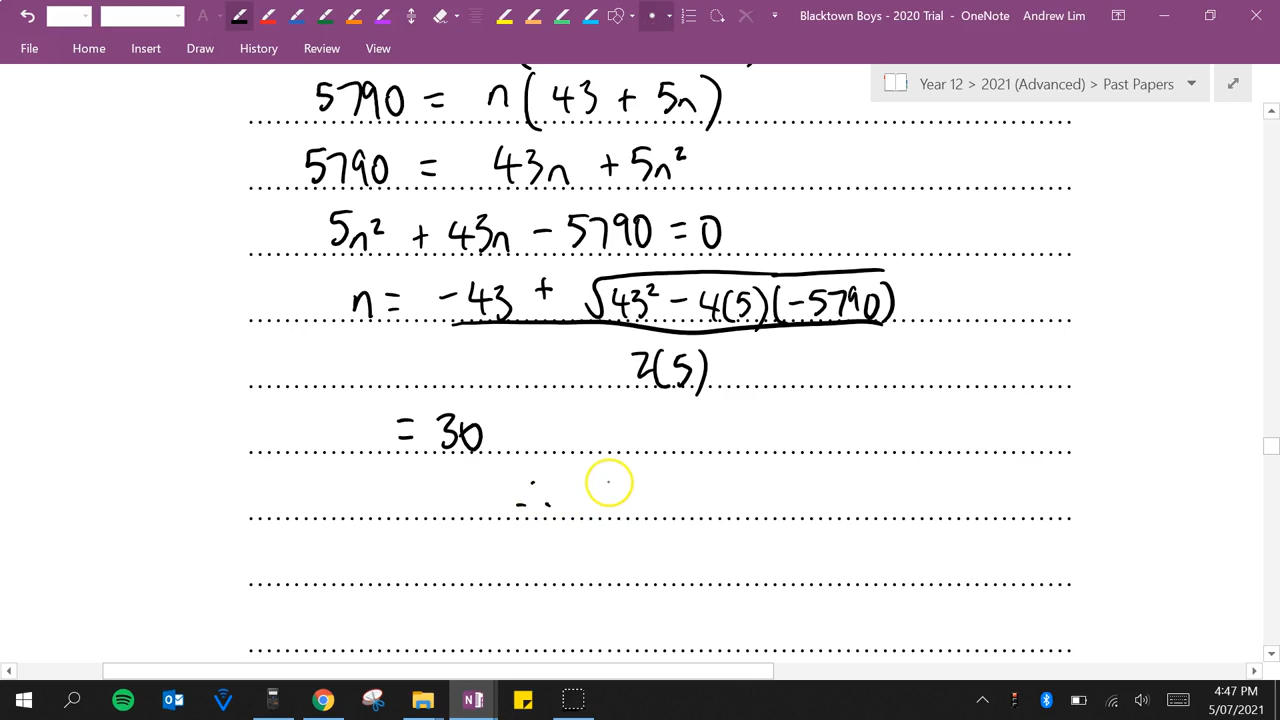 Blacktown Boys - 2020 Trial - OneNote
Andrew Lim
File Home Insert Draw History Review View
Year 12 > 2021 (Advanced) > Past Papers
5790 = n(43 + 5n)
5790 = 43n + 5n²
5n² + 43n - 5790 = 0
n = -43 + √43² - 4(5)(-5790)
2(5)
= 30
∴
4:47 PM
5/07/2021